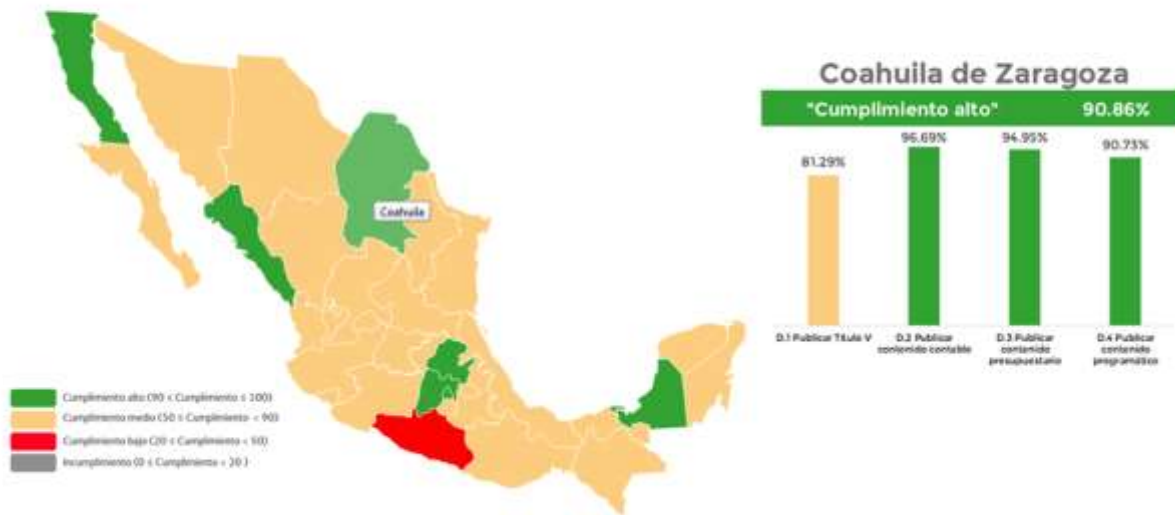 Coahuila de Zaragoza
"Cumplimiento alto" 90.86%
81.29%
96.69%
94.95%
90.73%
D.1 Publicar Título V
D.2 Publicar
contenido contable
D.3 Publicar
contenido
presupuestario
D.4 Publicar
contenido
programático
Coahuila
Cumplimiento alto (90 ≤ Cumplimiento ≤ 100)
Cumplimento medio (50 ≤ Cumplimiento < 90)
Cumplimiento bajo (20 ≤ Cumplimiento < 50)
Incumplimiento (0 ≤ Cumplimiento < 20 )